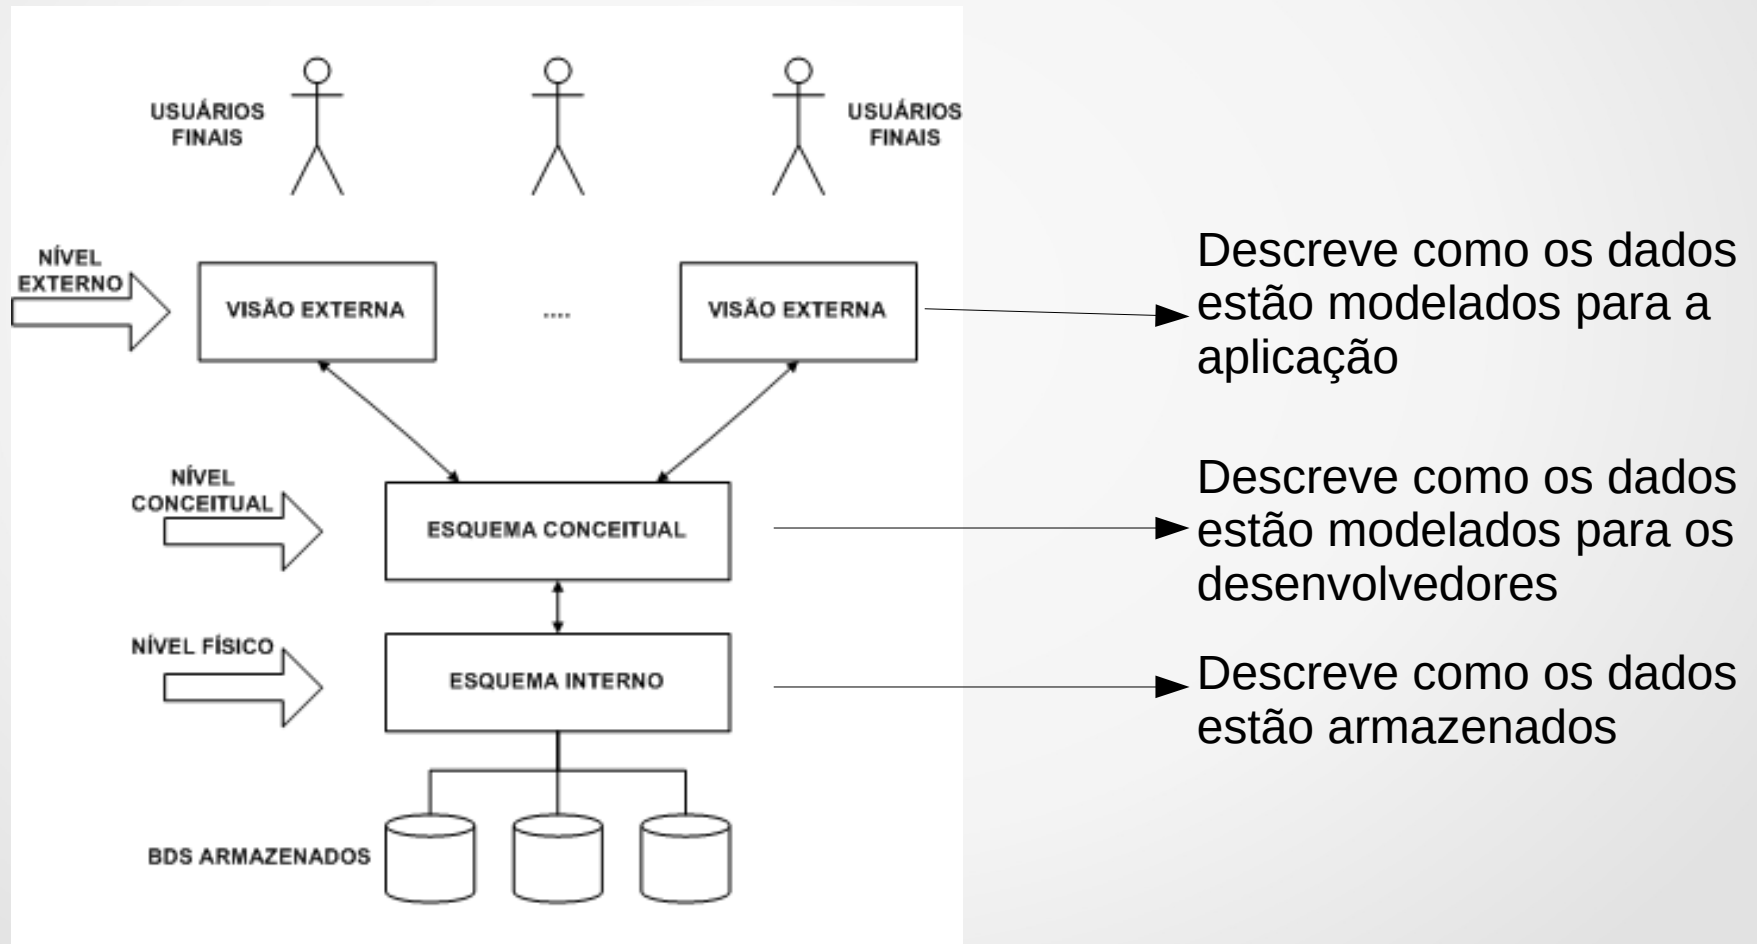 USUÁRIOS
FINAIS
USUÁRIOS
FINAIS
NÍVEL
EXTERNO
VISÃO EXTERNA
....
VISÃO EXTERNA
Descreve como os dados
estão modelados para a
aplicação
NÍVEL
CONCEITUAL
ESQUEMA CONCEITUAL
Descreve como os dados
estão modelados para os
desenvolvedores
NÍVEL FÍSICO
ESQUEMA INTERNO
Descreve como os dados
estão armazenados
BDS ARMAZENADOS